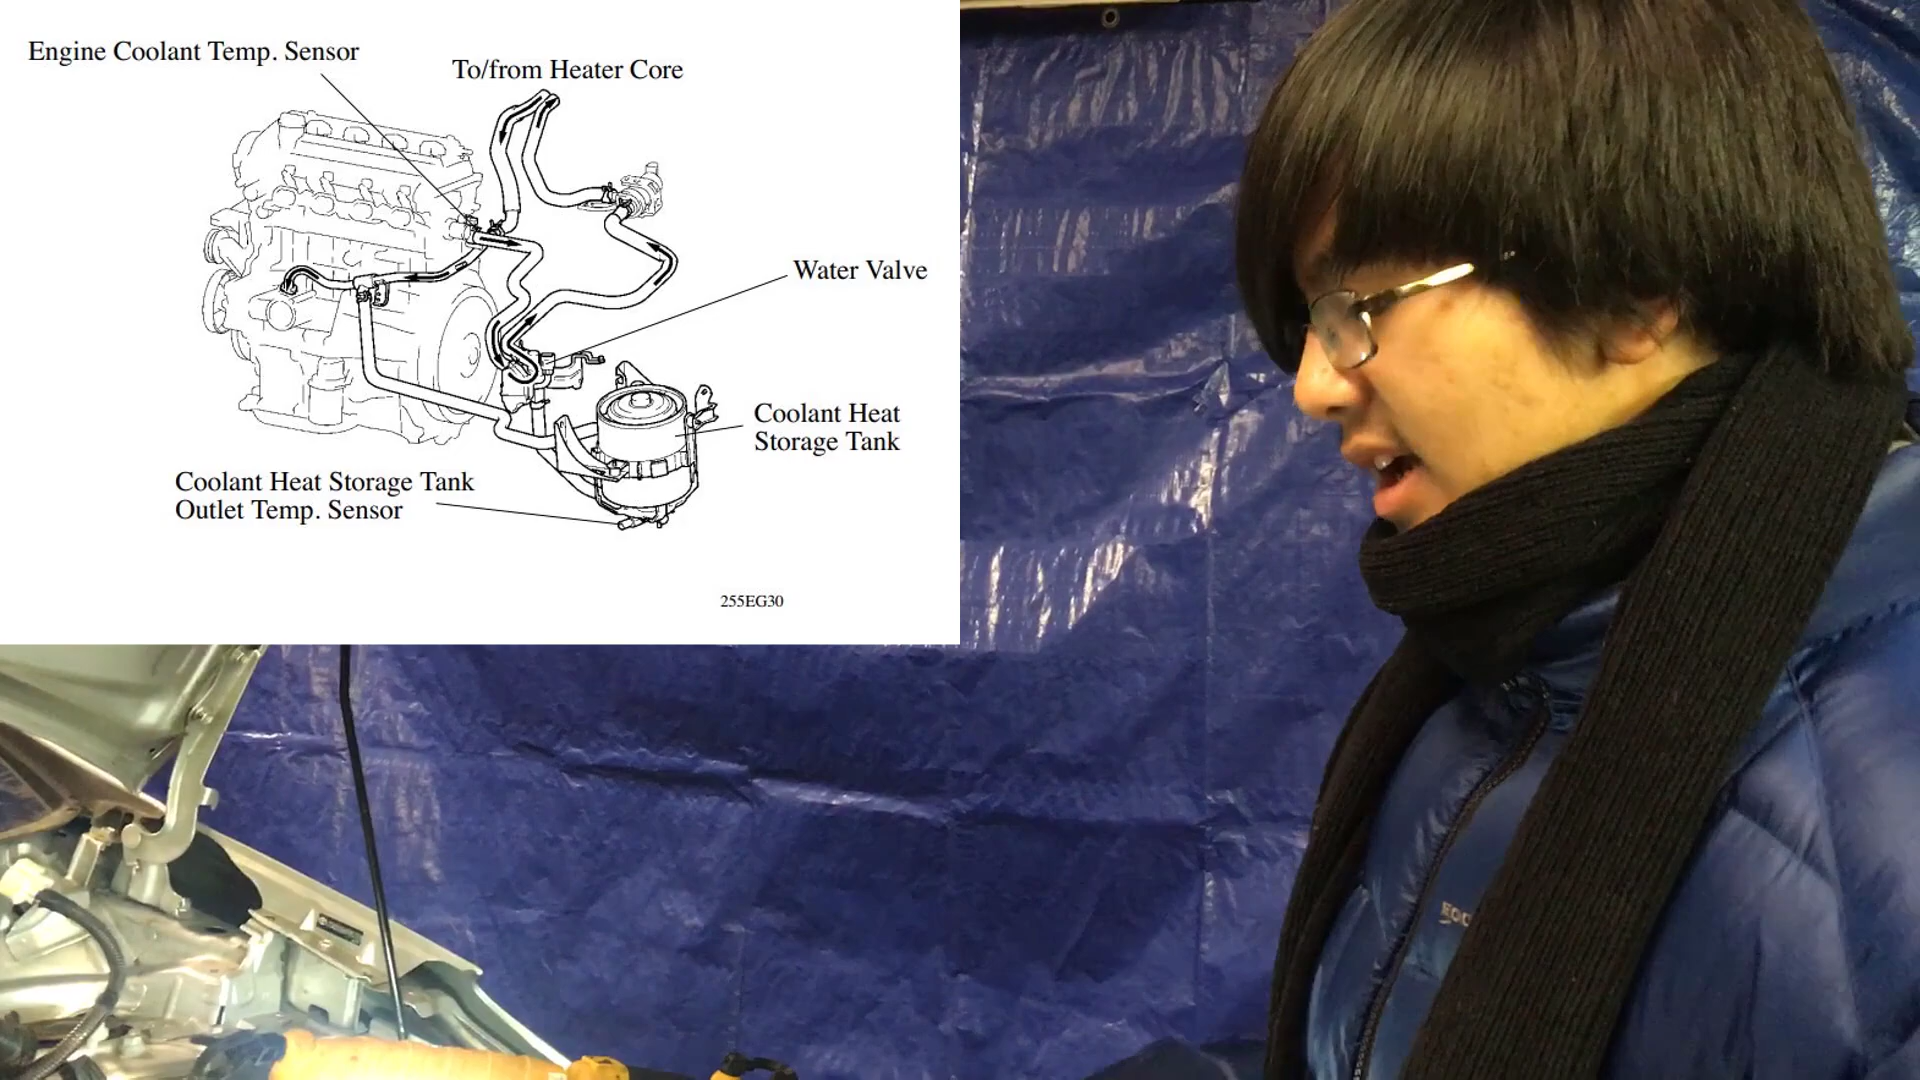 Engine Coolant Temp. Sensor
To/from Heater Core
Water Valve
Coolant Heat
Storage Tank
Coolant Heat Storage Tank
Outlet Temp. Sensor
255EG30